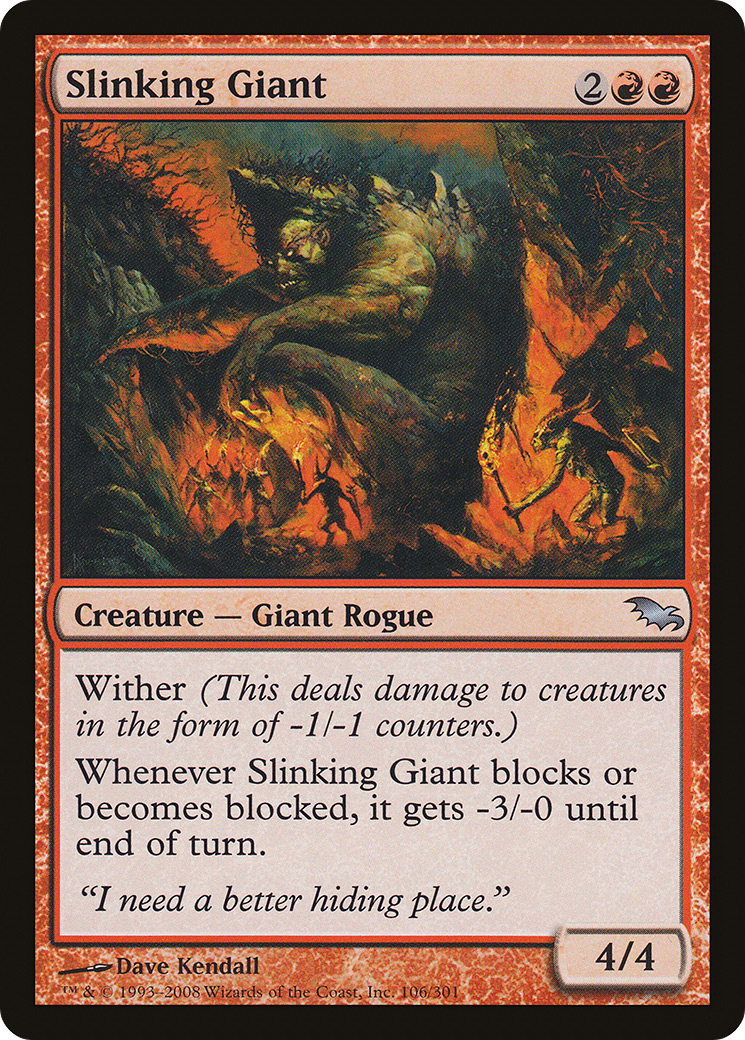 Slinking Giant 2
Creature — Giant Rogue
Wither (This deals damage to creatures
in the form of -1/-1 counters.)
Whenever Slinking Giant blocks or
becomes blocked, it gets -3/-0 until
end of turn.
“I need a better hiding place.”
4/4
Dave Kendall
™ & © 1993–2008 Wizards of the Coast, Inc. 106/301